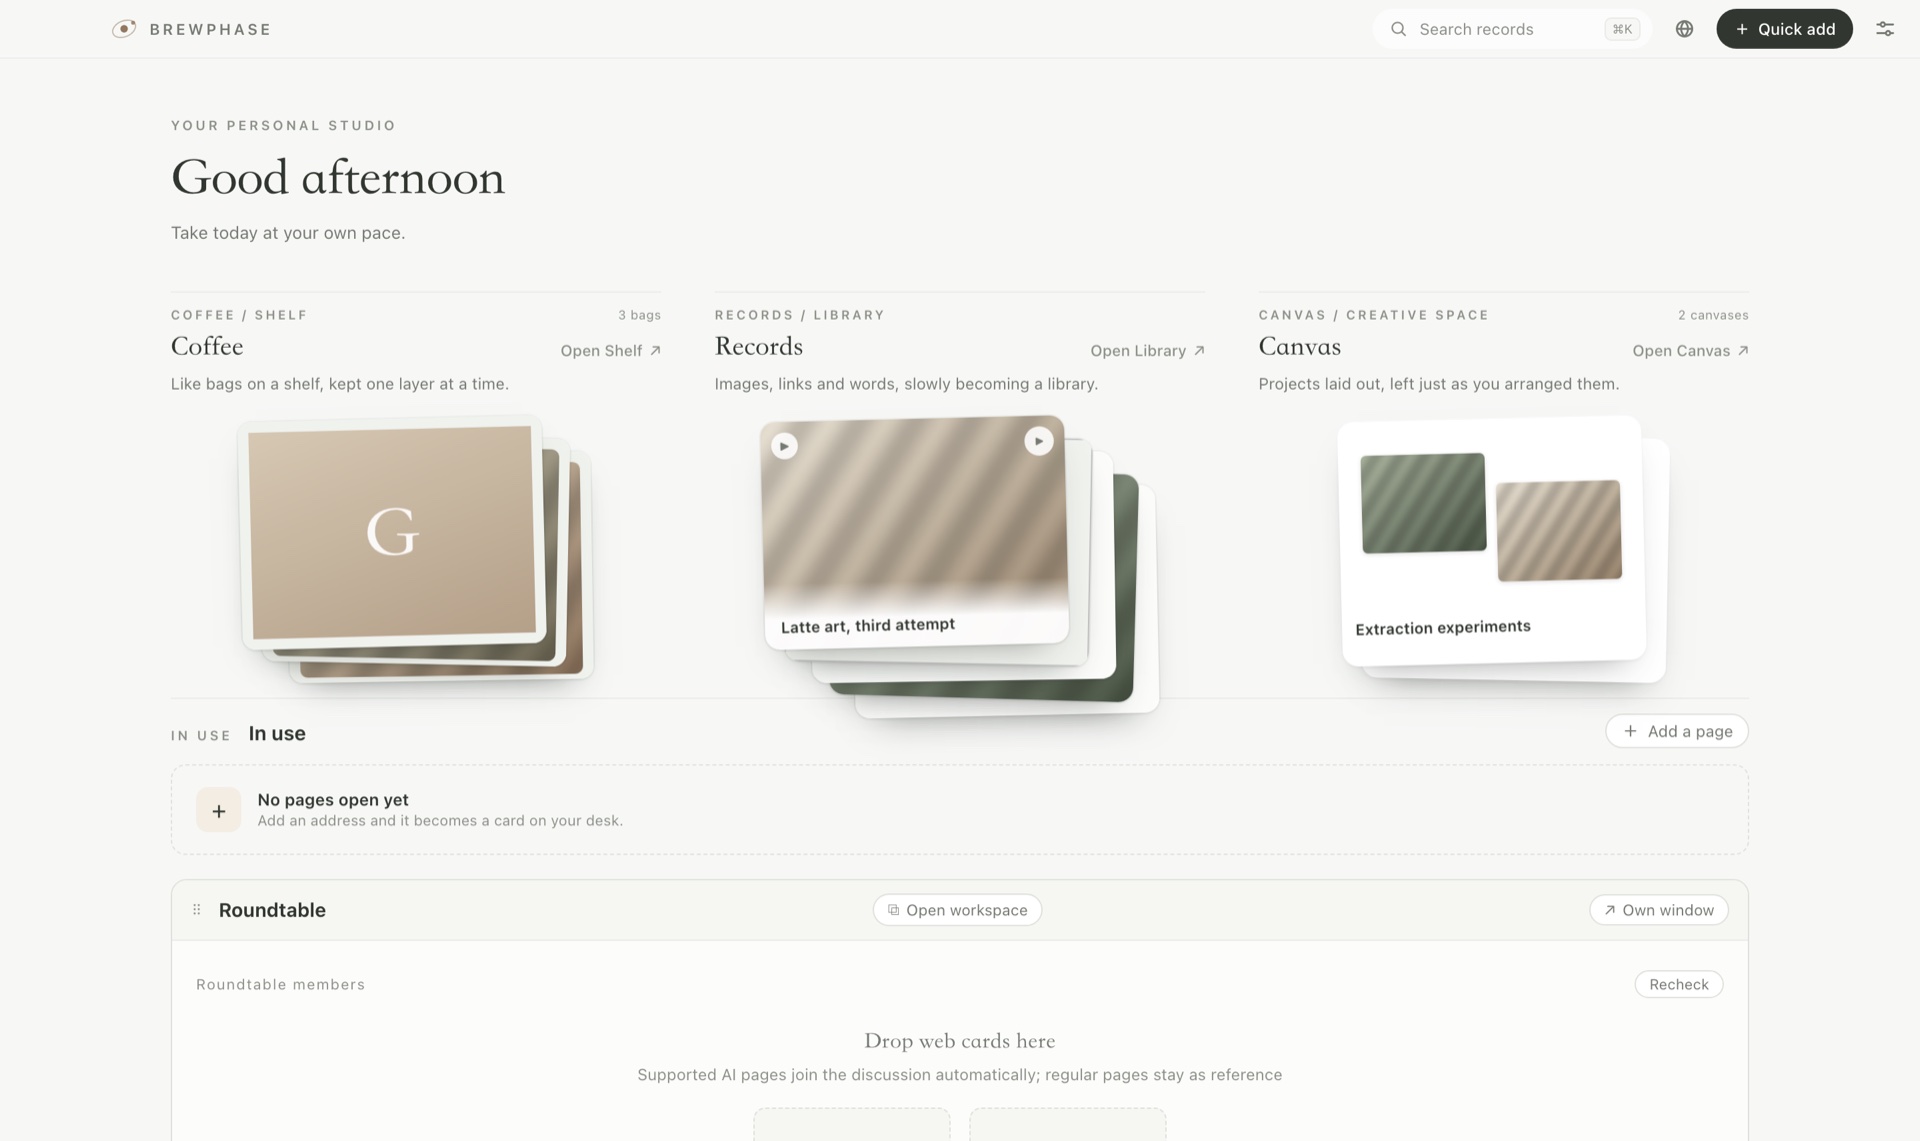 BREWPHASE
Search records
⌘K
+ Quick add
YOUR PERSONAL STUDIO
Good afternoon
Take today at your own pace.
COFFEE / SHELF
3 bags
Coffee
Open Shelf ↗
Like bags on a shelf, kept one layer at a time.
G
RECORDS / LIBRARY
Records
Open Library ↗
Images, links and words, slowly becoming a library.
Latte art, third attempt
CANVAS / CREATIVE SPACE
2 canvases
Canvas
Open Canvas ↗
Projects laid out, left just as you arranged them.
Extraction experiments
IN USE In use
+ Add a page
No pages open yet
Add an address and it becomes a card on your desk.
Roundtable
Open workspace
↗ Own window
Roundtable members
Recheck
Drop web cards here
Supported AI pages join the discussion automatically; regular pages stay as reference